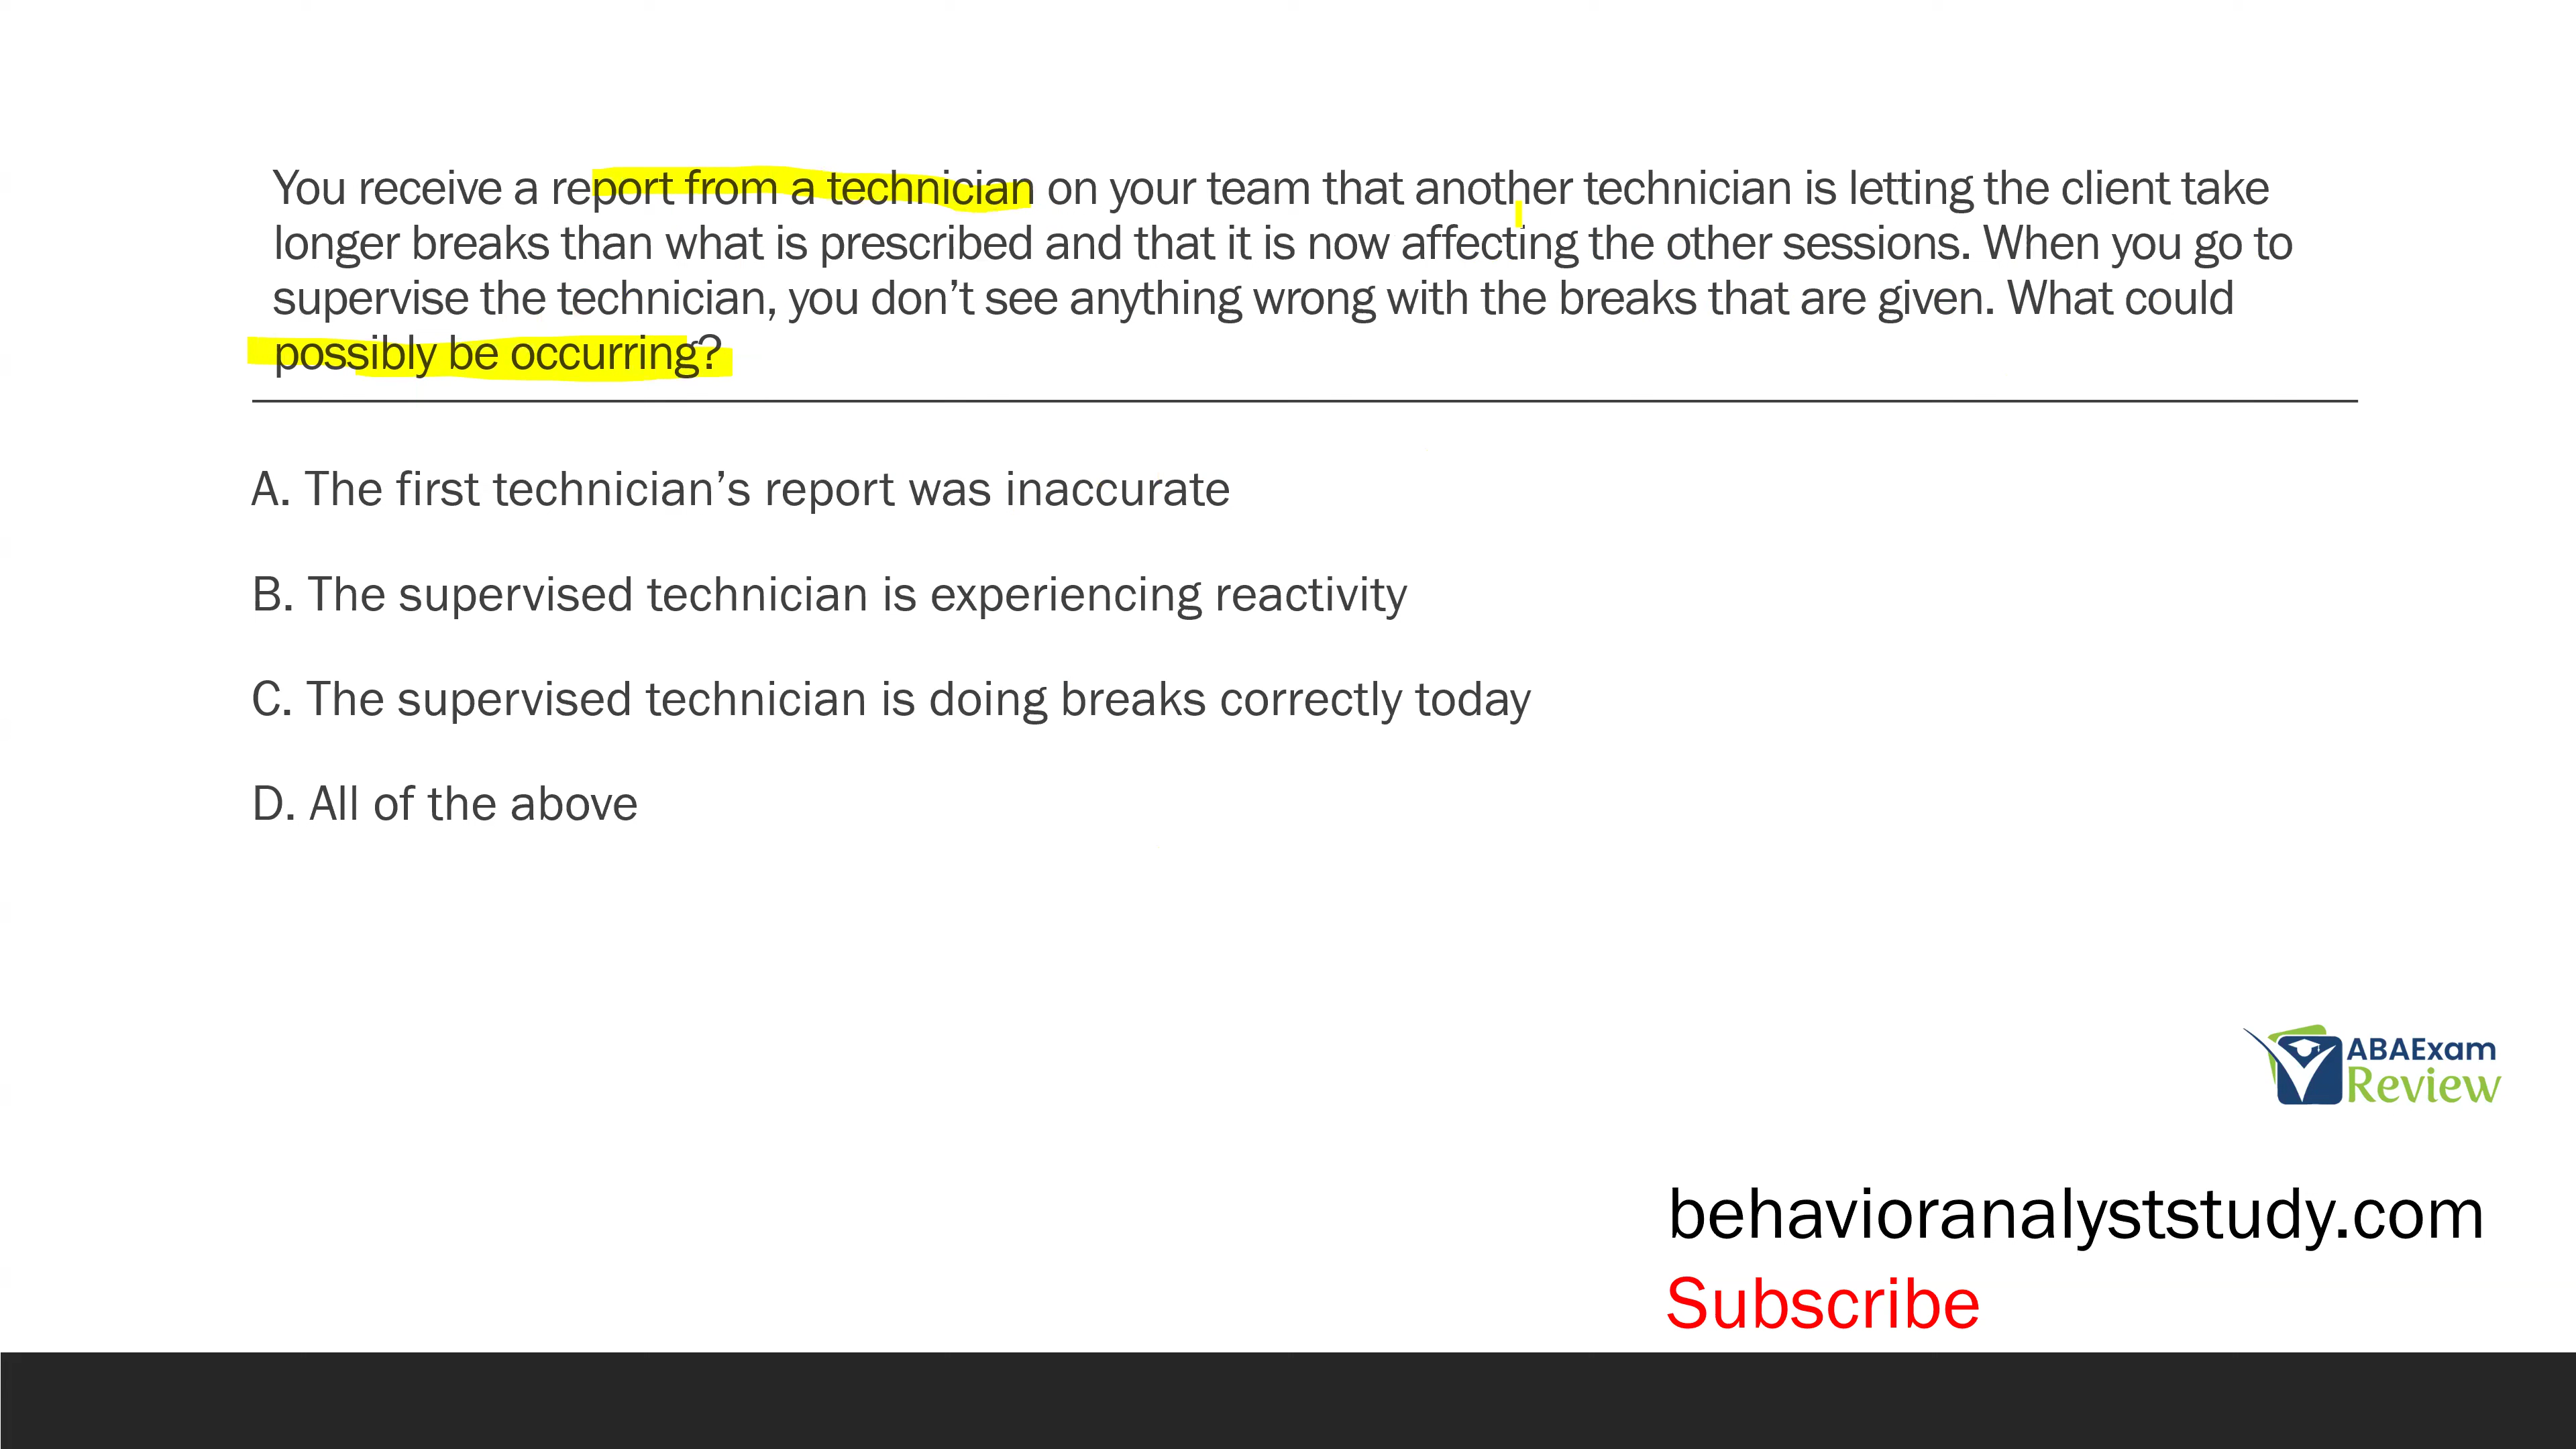 You receive a report from a technician on your team that another technician is letting the client take
longer breaks than what is prescribed and that it is now affecting the other sessions. When you go to
supervise the technician, you don’t see anything wrong with the breaks that are given. What could
possibly be occurring?
A. The first technician’s report was inaccurate
B. The supervised technician is experiencing reactivity
C. The supervised technician is doing breaks correctly today
D. All of the above
ABAExam
Review
behavioranalyststudy.com
Subscribe